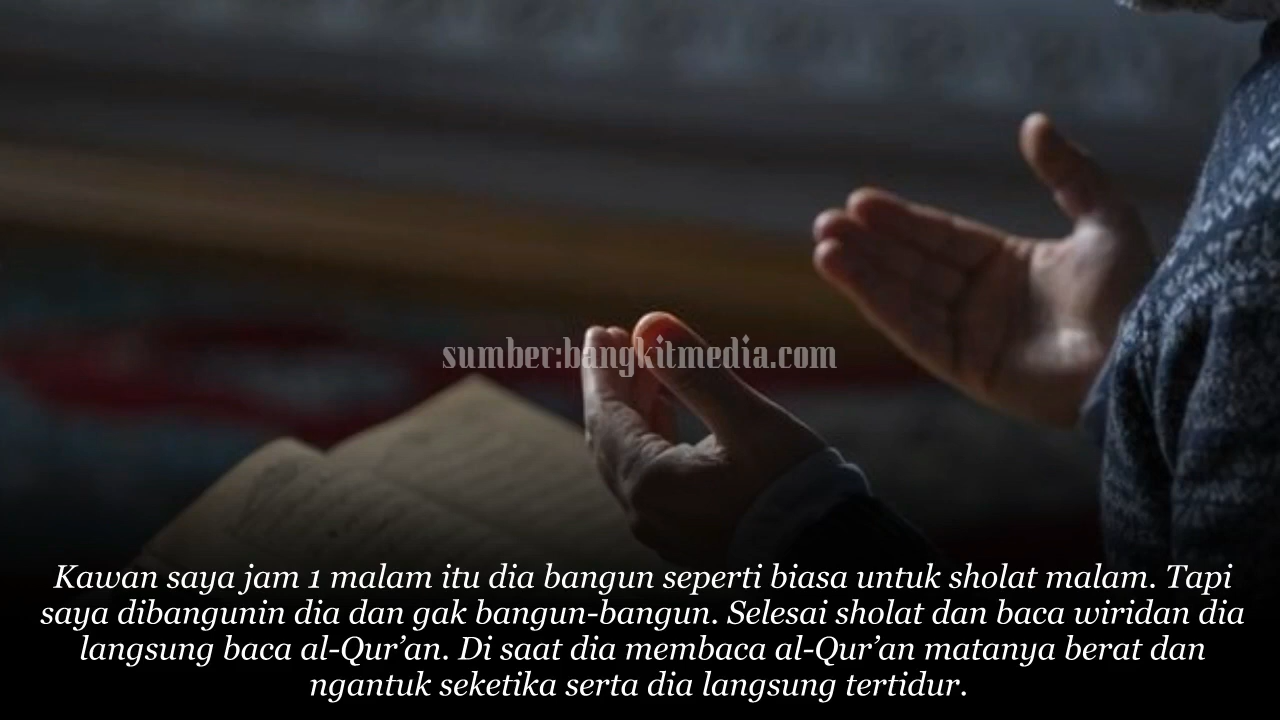 sumber:bangkitmedia.com
Kawan saya jam 1 malam itu dia bangun seperti biasa untuk sholat malam. Tapi
saya dibangunin dia dan gak bangun-bangun. Selesai sholat dan baca wiridan dia
langsung baca al-Qur’an. Di saat dia membaca al-Qur’an matanya berat dan
ngantuk seketika serta dia langsung tertidur.